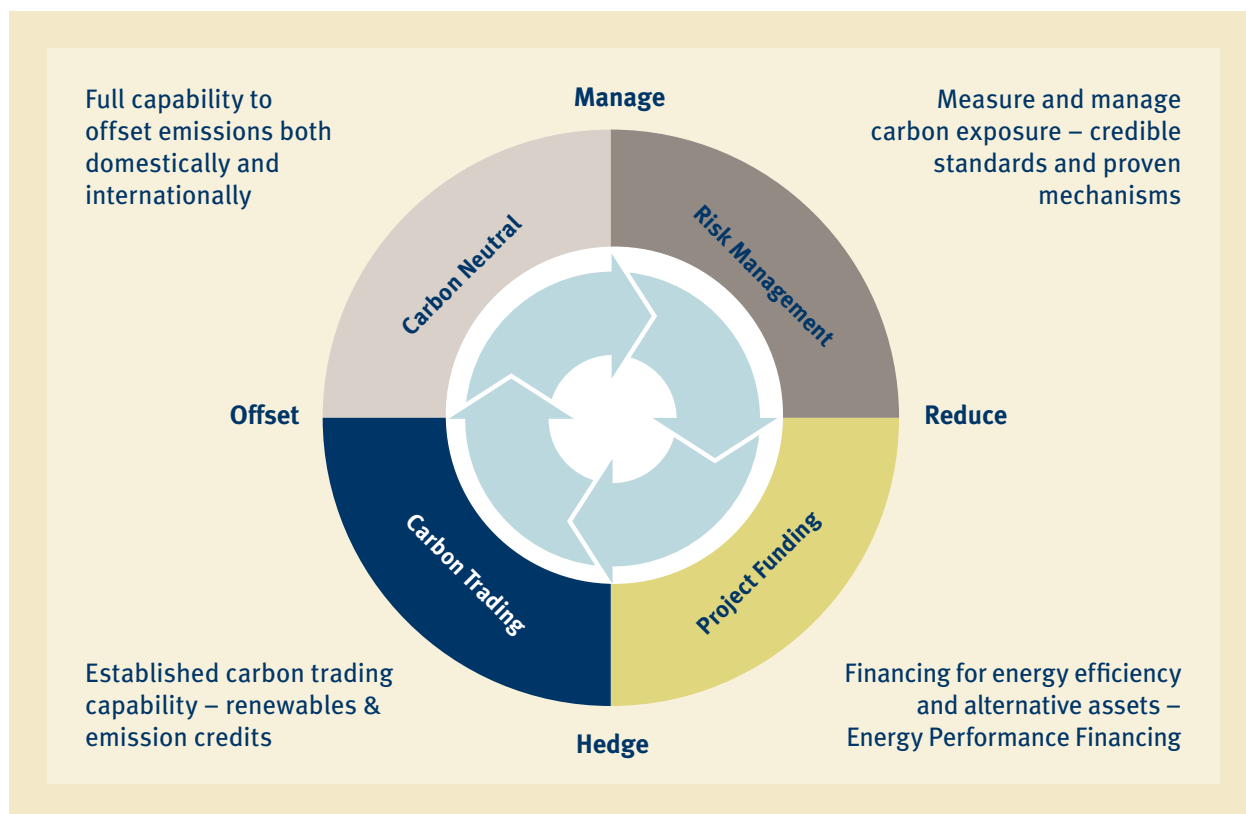 Full capability to
offset emissions both
domestically and
internationally
Manage
Measure and manage
carbon exposure – credible
standards and proven
mechanisms
Carbon Neutral
Risk Management
Offset
Reduce
Carbon Trading
Project Funding
Established carbon trading
capability – renewables &
emission credits
Hedge
Financing for energy efficiency
and alternative assets –
Energy Performance Financing